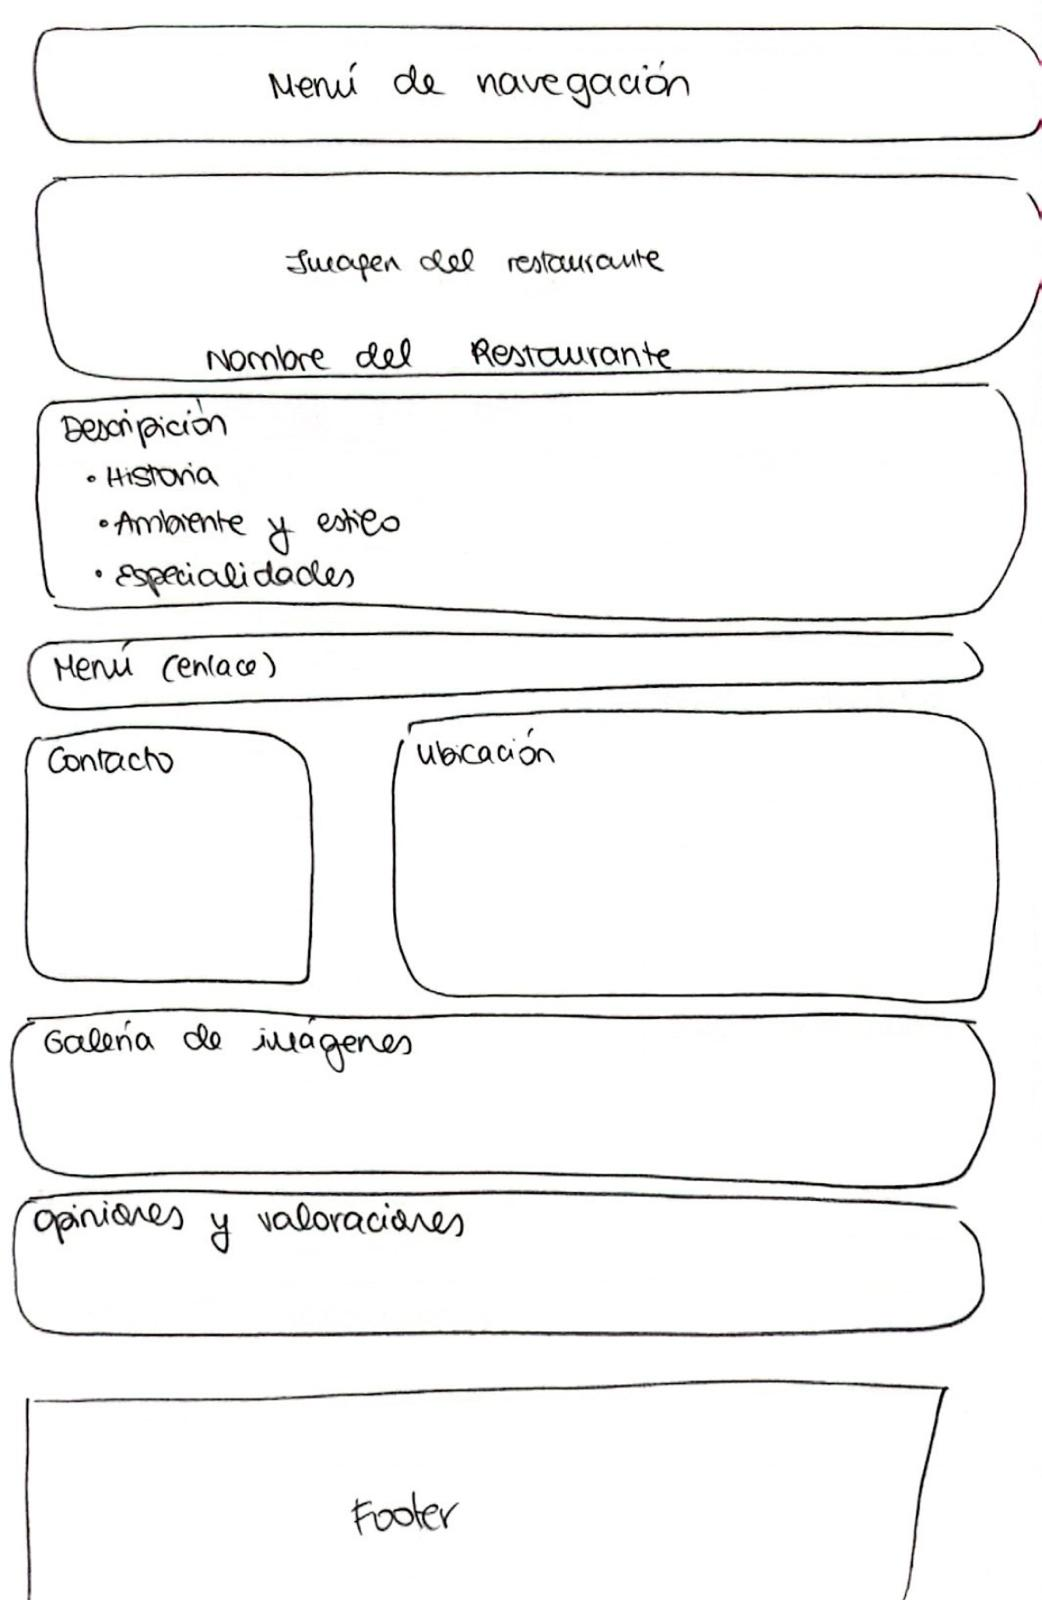 Menú de navegación
Imagen del restaurante
Nombre del Restaurante
Descripición
• Historia
• Ambiente y estilo
• Especialidades
Menú (enlace)
Contacto
Ubicación
Galería de imágenes
Opiniones y valoraciones
Footer